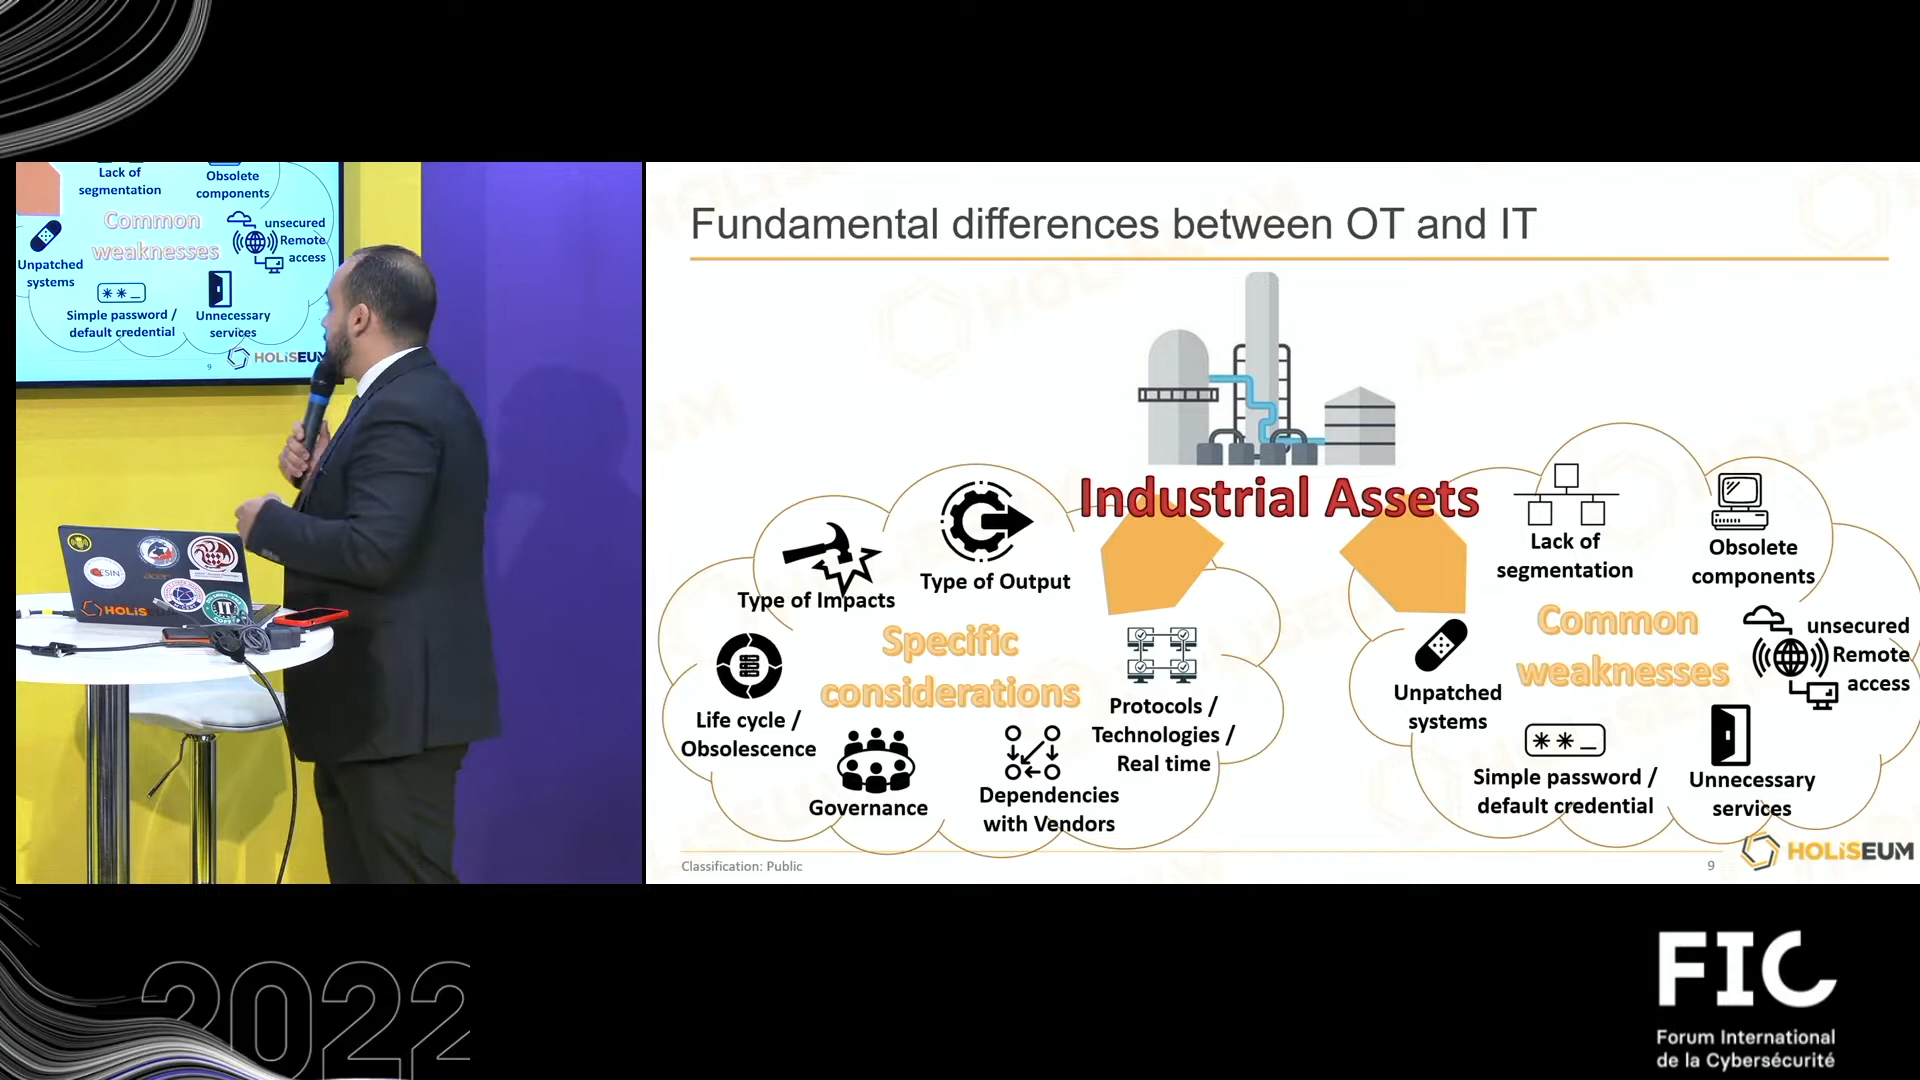 Lack of
segmentation
Obsolete
components
Common
weaknesses
unsecured
Remote
access
Unpatched
systems
**_
Simple password /
default credential
Unnecessary
services
HOLiSEUM
9
ESIN
acer
HOLiS
IT
Fundamental differences between OT and IT
Industrial Assets
Type of Impacts
Type of Output
Specific
considerations
Life cycle /
Obsolescence
Governance
Dependencies
with Vendors
Protocols /
Technologies /
Real time
Lack of
segmentation
Obsolete
components
Common
weaknesses
unsecured
Remote
access
Unpatched
systems
**_
Simple password /
default credential
Unnecessary
services
Classification: Public
9
HOLiSEUM
2022
FIC
Forum International
de la Cybersécurité